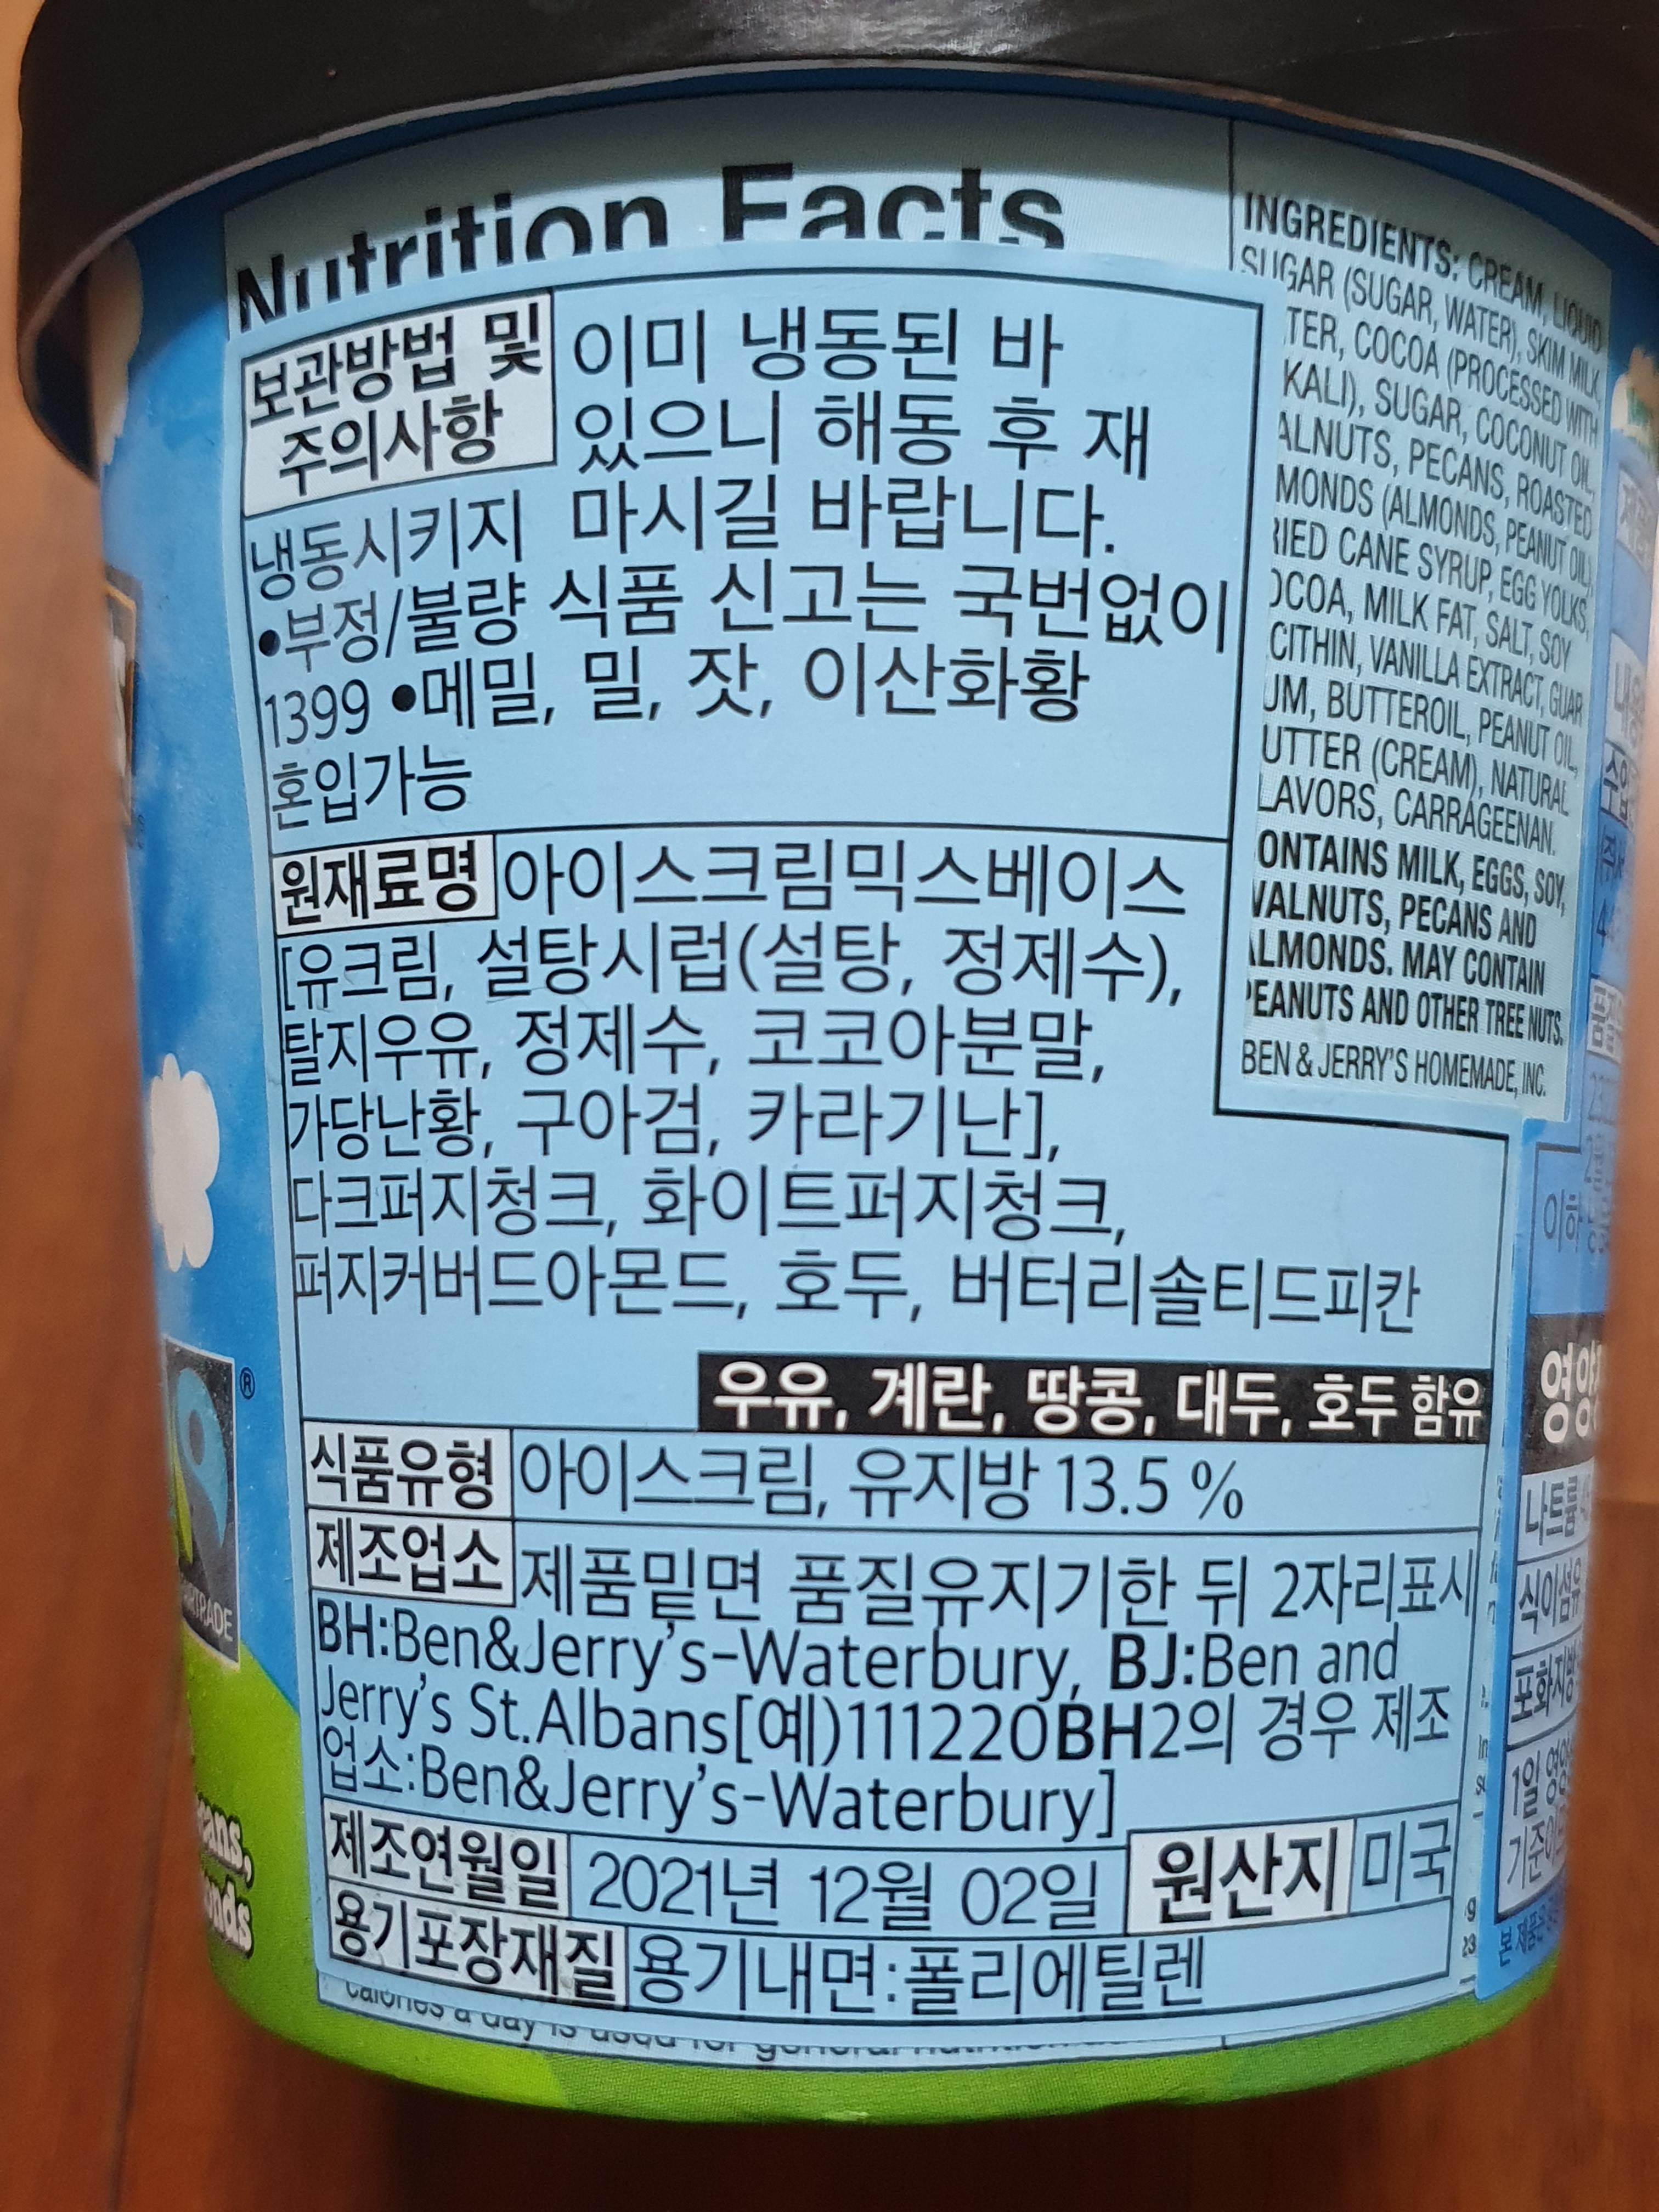 Nutrition Facts
보관방법 및
주의사항
이미 냉동된 바
있으니 해동 후 재
냉동시키지 마시길 바랍니다.
•부정/불량 식품 신고는 국번없이
1399 •메밀, 밀, 잣, 이산화황
혼입가능
원재료명 아이스크림믹스베이스
[유크림, 설탕시럽(설탕, 정제수),
탈지우유, 정제수, 코코아분말,
가당난황, 구아검, 카라기난],
다크퍼지청크, 화이트퍼지청크,
퍼지커버드아몬드, 호두, 버터리솔티드피칸
우유, 계란, 땅콩, 대두, 호두 함유
식품유형 아이스크림, 유지방 13.5 %
제조업소 제품밑면 품질유지기한 뒤 2자리표시
BH:Ben&Jerry's-Waterbury, BJ:Ben and
Jerry's St.Albans[예)111220BH2의 경우 제조
업소:Ben&Jerry's-Waterbury]
제조연월일 2021년 12월 02일 원산지 미국
용기포장재질 용기내면:폴리에틸렌
calories a day is used for general
INGREDIENTS: CREAM, LIQUID
SUGAR (SUGAR, WATER), SKIM MILK,
TER, COCOA (PROCESSED WITH
KALI), SUGAR, COCONUT OIL,
ALNUTS, PECANS, ROASTED
MONDS (ALMONDS, PEANUT OIL),
RIED CANE SYRUP, EGG YOLKS,
OCOA, MILK FAT, SALT, SOY
CITHIN, VANILLA EXTRACT, GUAR
UM, BUTTEROIL, PEANUT OIL,
UTTER (CREAM), NATURAL
LAVORS, CARRAGEENAN.
ONTAINS MILK, EGGS, SOY,
WALNUTS, PECANS AND
ALMONDS. MAY CONTAIN
PEANUTS AND OTHER TREE NUTS.
BEN & JERRY'S HOMEMADE, INC.
이하
영양
나트륨
식이섬유
포화지방
1일 영양
본 제품은